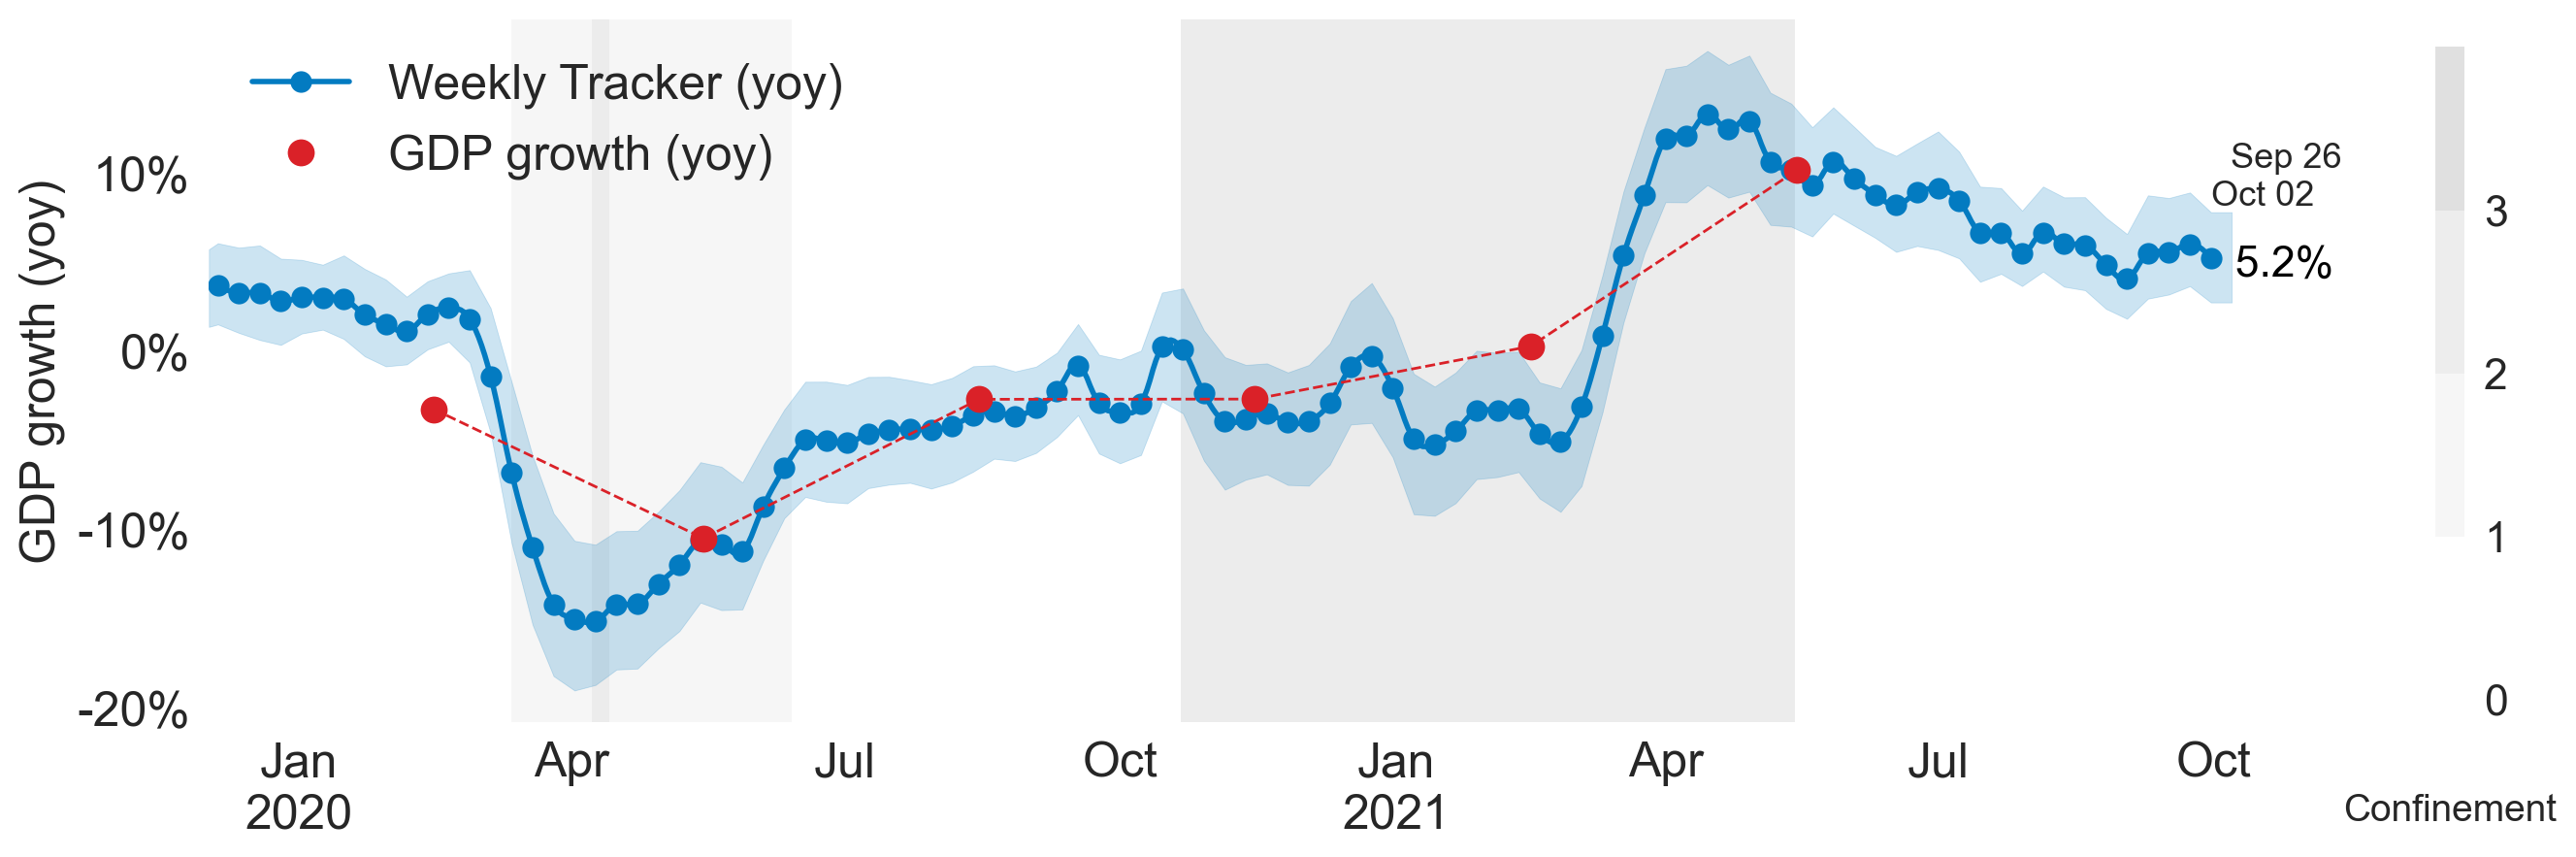 Weekly Tracker (yoy)
GDP growth (yoy)
GDP growth (yoy)
10%
0%
-10%
-20%
Sep 26
Oct 02
5.2%
3
2
1
0
Jan
2020
Apr
Jul
Oct
Jan
2021
Apr
Jul
Oct
Confinement